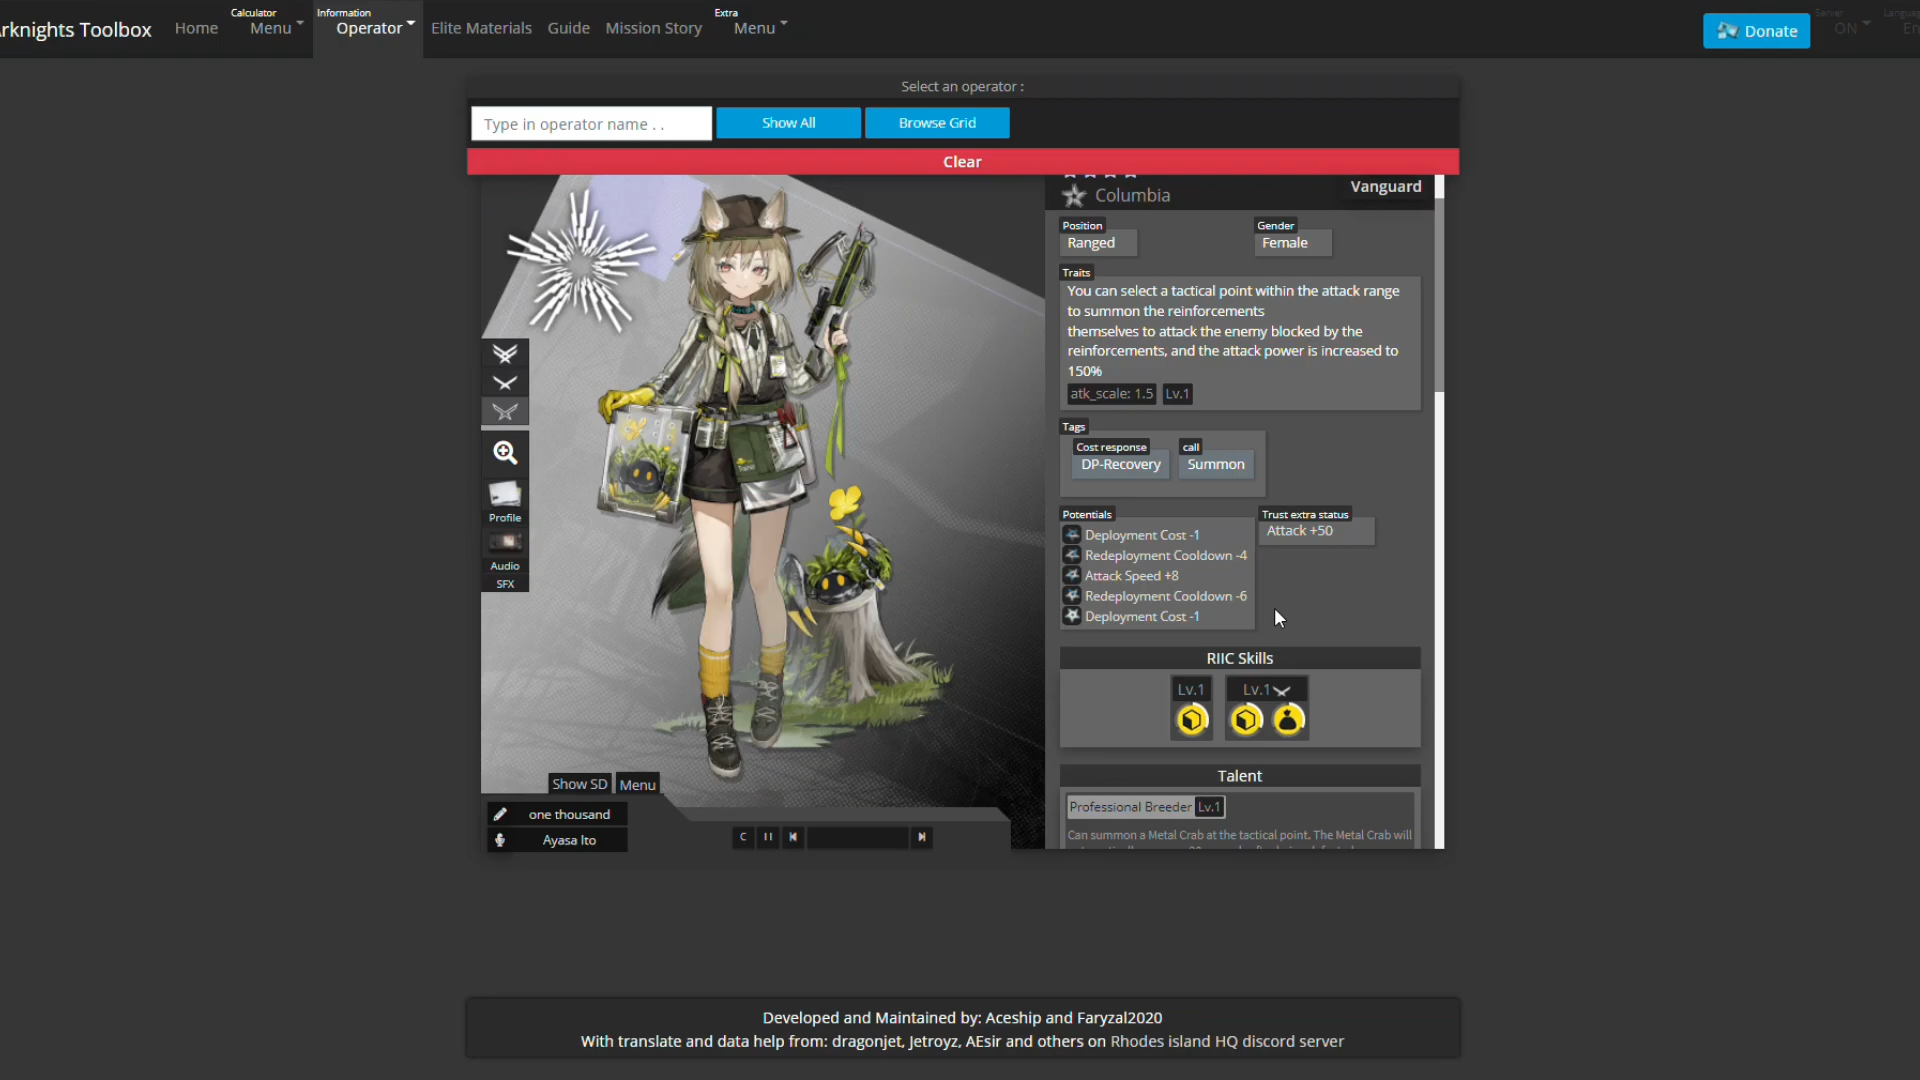 rknights Toolbox
Home
Calculator
Menu
Information
Operator
Elite Materials
Guide
Mission Story
Extra
Menu
Donate
Server
ON
En
Select an operator :
Type in operator name . .
Show All
Browse Grid
Clear
Columbia
Vanguard
Position
Ranged
Gender
Female
Traits
You can select a tactical point within the attack range
to summon the reinforcements
themselves to attack the enemy blocked by the
reinforcements, and the attack power is increased to
150%
atk_scale: 1.5 Lv.1
Tags
Cost response
DP-Recovery
call
Summon
Potentials
Deployment Cost -1
Redeployment Cooldown -4
Attack Speed +8
Redeployment Cooldown -6
Deployment Cost -1
Trust extra status
Attack +50
RIIC Skills
Lv.1
Lv.1
Talent
Professional Breeder Lv.1
Can summon a Metal Crab at the tactical point. The Metal Crab will
Profile
Audio
SFX
Show SD
Menu
one thousand
Ayasa Ito
C
Developed and Maintained by: Aceship and Faryzal2020
With translate and data help from: dragonjet, Jetroyz, AEsir and others on Rhodes island HQ discord server